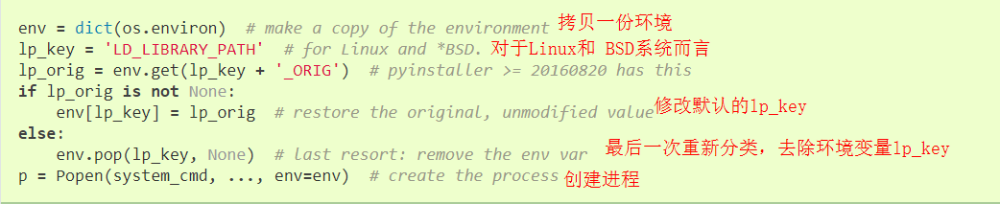 env = dict(os.environ)  # make a copy of the environment 拷贝一份环境
lp_key = 'LD_LIBRARY_PATH'  # for Linux and *BSD. 对于Linux和 BSD系统而言
lp_orig = env.get(lp_key + '_ORIG')  # pyinstaller >= 20160820 has this
if lp_orig is not None:
    env[lp_key] = lp_orig  # restore the original, unmodified value 修改默认的lp_key
else:
    env.pop(lp_key, None)  # last resort: remove the env var 最后一次重新分类，去除环境变量lp_key
p = Popen(system_cmd, ..., env=env)  # create the process 创建进程